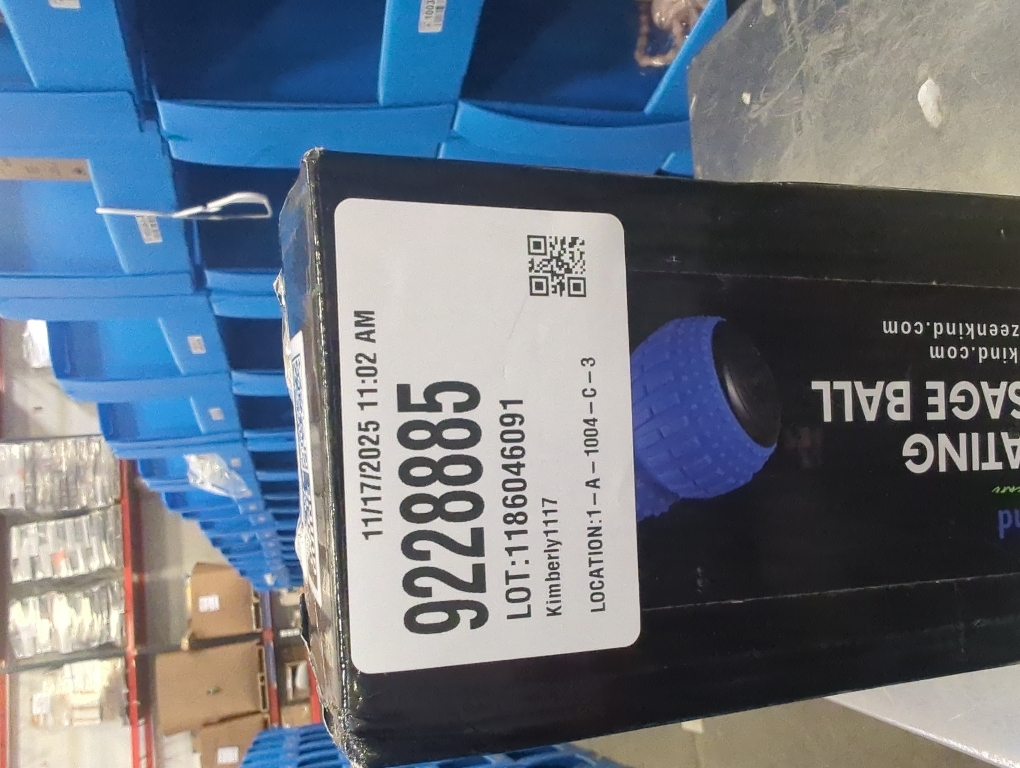 11/17/2025 11:02 AM
9228885
LOT:1186046091
Kimberly1117
LOCATION:1-A-1004-C-3
ATING
SAGE BALL
kind.com
zeenkind.com